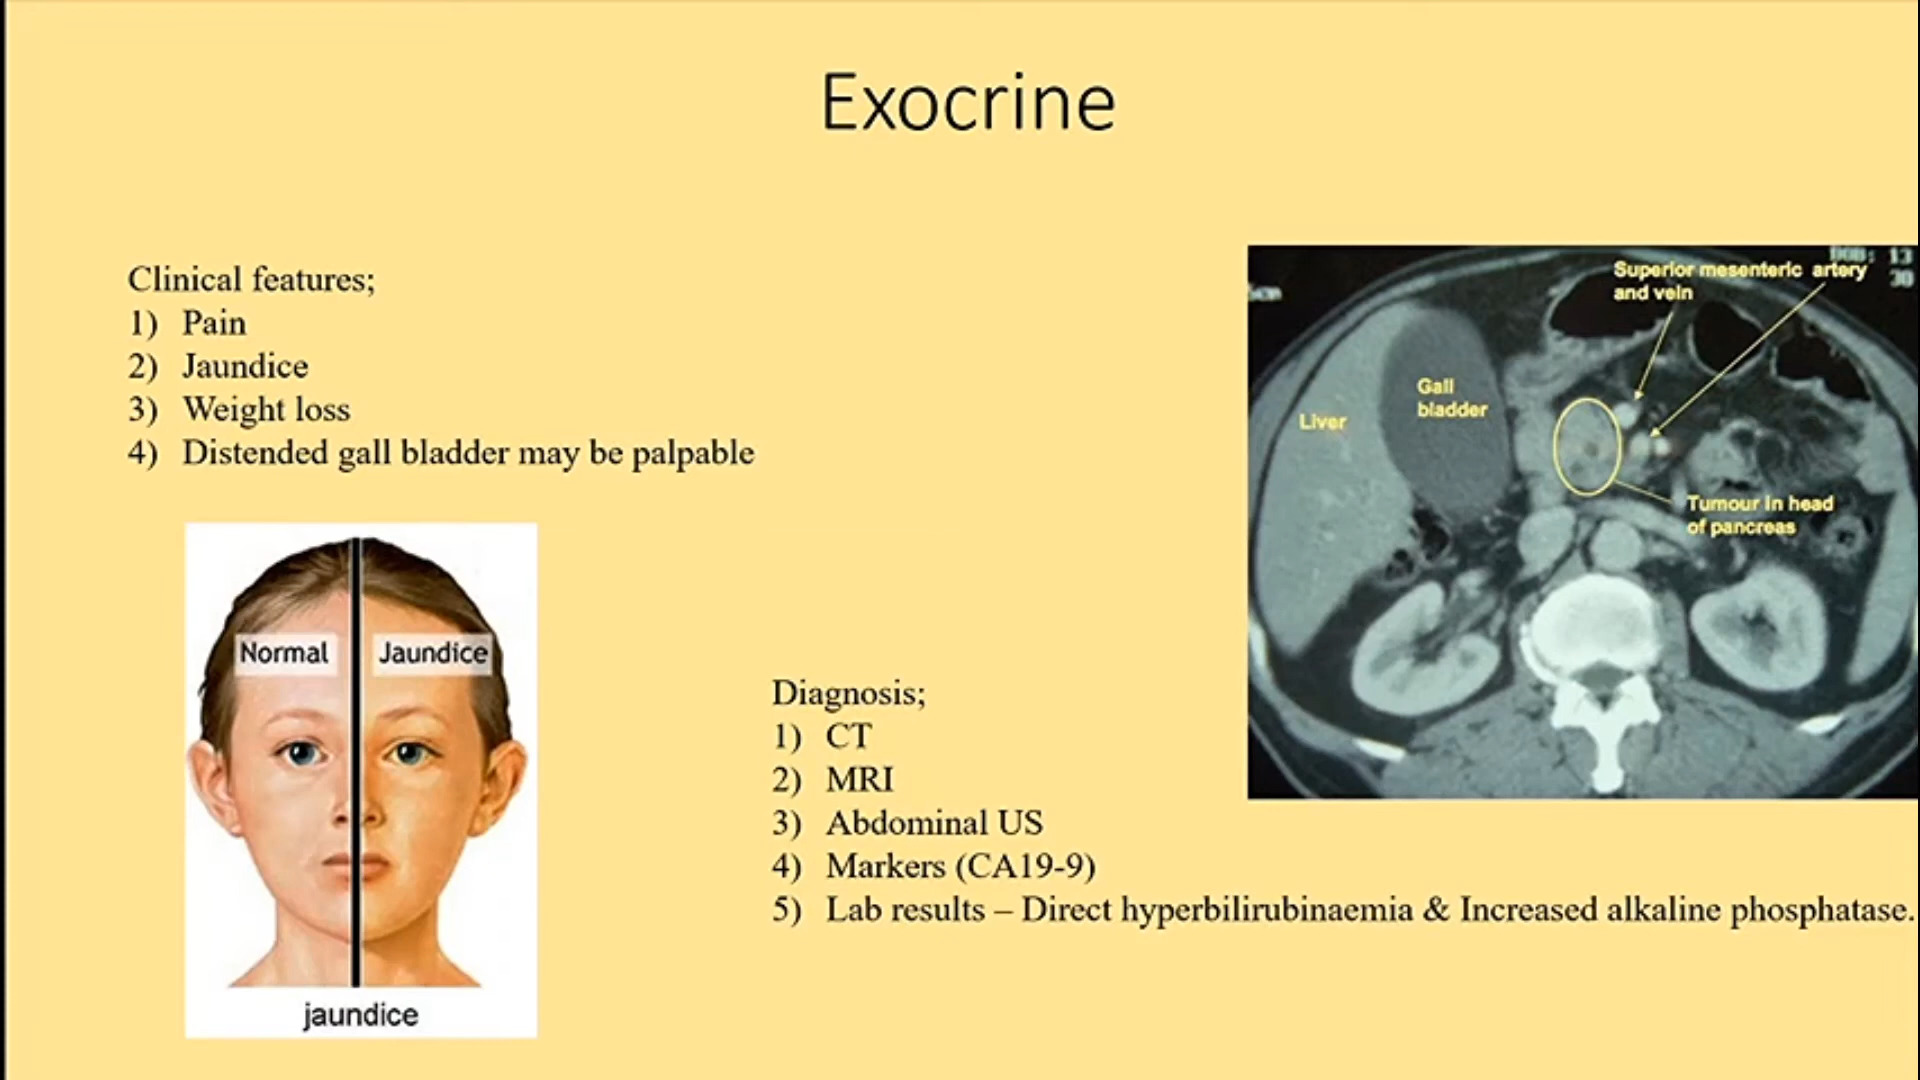 Exocrine
Clinical features;
1) Pain
2) Jaundice
3) Weight loss
4) Distended gall bladder may be palpable
Normal
Jaundice
jaundice
Diagnosis;
1) CT
2) MRI
3) Abdominal US
4) Markers (CA19-9)
5) Lab results – Direct hyperbilirubinaemia & Increased alkaline phosphatase.
Superior mesenteric artery
and vein
Gall
bladder
Liver
Tumour in head
of pancreas